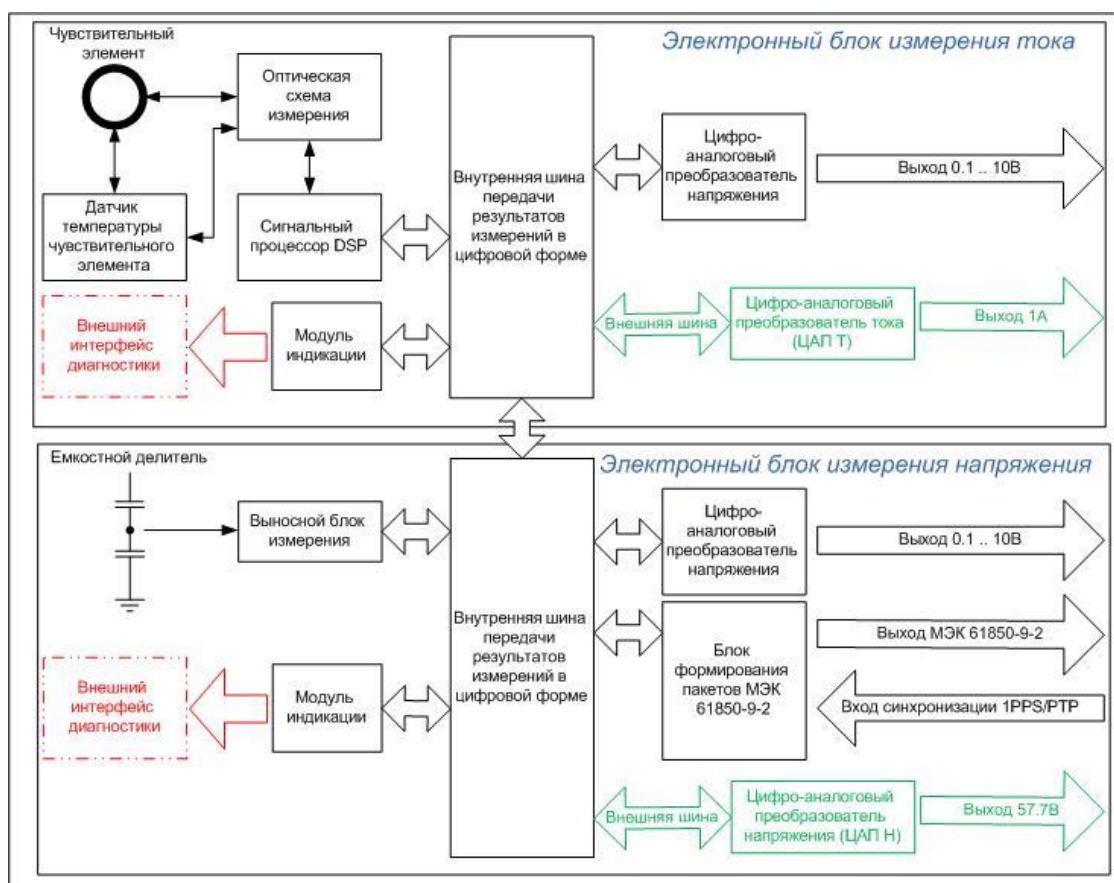 Чувствительный
элемент
Электронный блок измерения тока
Оптическая
схема
измерения
Цифро-
аналоговый
преобразователь
напряжения
Выход 0.1 .. 10В
Внутренняя шина
передачи
результатов
измерений в
цифровой форме
Датчик
температуры
чувствительного
элемента
Сигнальный
процессор DSP
Внешний
интерфейс
диагностики
Модуль
индикации
Внешняя шина
Цифро-аналоговый
преобразователь тока
(ЦАП Т)
Выход 1А
Емкостной делитель
Электронный блок измерения напряжения
Выносной блок
измерения
Цифро-
аналоговый
преобразователь
напряжения
Выход 0.1 .. 10В
Внутренняя шина
передачи
результатов
измерений в
цифровой форме
Блок
формирования
пакетов МЭК
61850-9-2
Выход МЭК 61850-9-2
Вход синхронизации 1PPS/PTP
Внешний
интерфейс
диагностики
Модуль
индикации
Внешняя шина
Цифро-аналоговый
преобразователь
напряжения (ЦАП Н)
Выход 57.7В